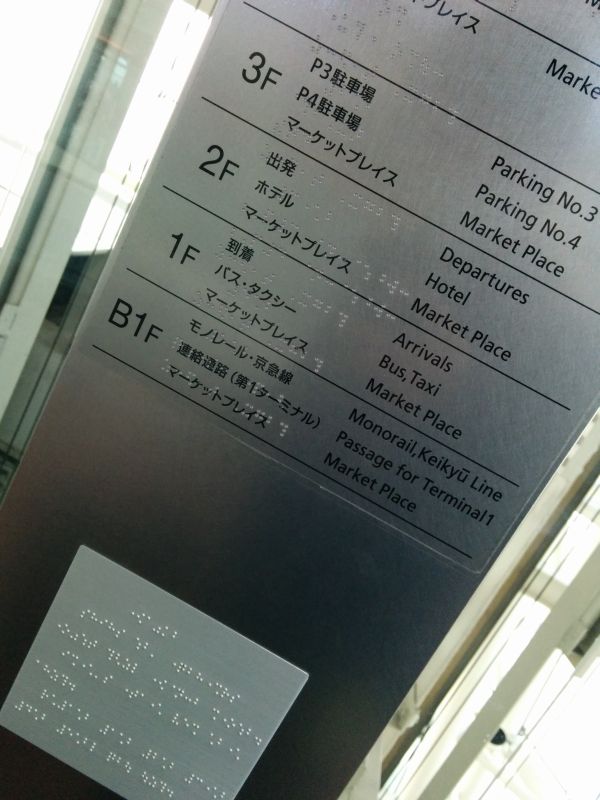 レイス Marke
3F P3駐車場 Parking No.3
P4駐車場 Parking No.4
マーケットプレイス Market Place
2F 出発 Departures
ホテル Hotel
マーケットプレイス Market Place
1F 到着 Arrivals
バス・タクシー Bus,Taxi
マーケットプレイス Market Place
B1F モノレール・京急線 Monorail,Keikyū Line
連絡通路(第1ターミナル) Passage for Terminal1
マーケットプレイス Market Place